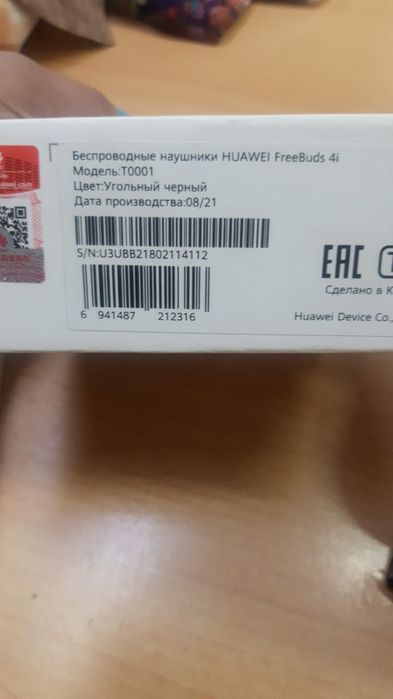 Беспроводные наушники HUAWEI FreeBuds 4i
Модель:T0001
Цвет:Угольный черный
Дата производства:08/21
S/N:U3UBB21802114112
6 941487 212316
EAC
Сделано в К
Huawei Device Co.,